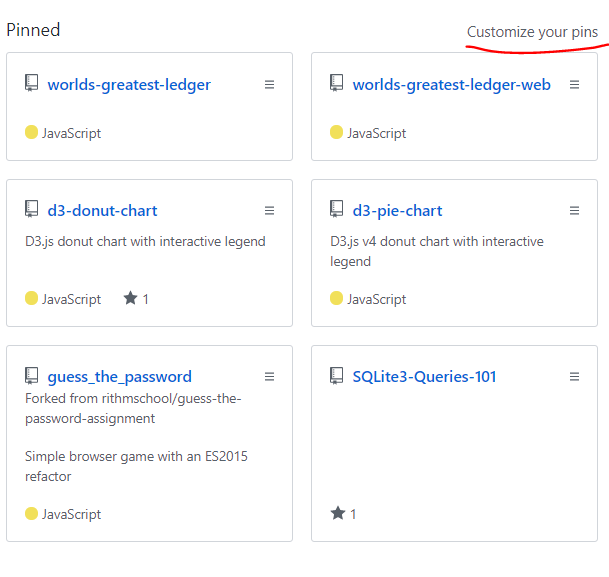 Pinned
Customize your pins
worlds-greatest-ledger
JavaScript
worlds-greatest-ledger-web
JavaScript
d3-donut-chart
D3.js donut chart with interactive legend
JavaScript 1
d3-pie-chart
D3.js v4 donut chart with interactive
legend
JavaScript
guess_the_password
Forked from rithmschool/guess-the-
password-assignment
Simple browser game with an ES2015
refactor
JavaScript
SQLite3-Queries-101
1